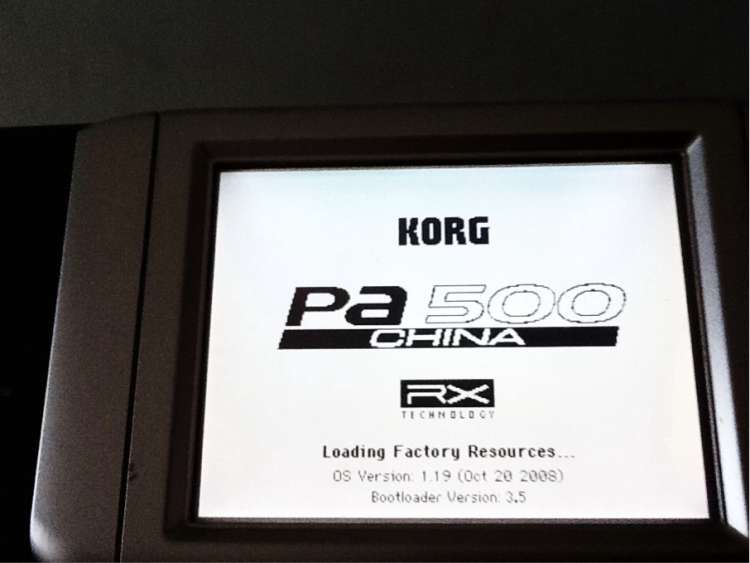 KORG
Pa 500
CHINA
RX
TECHNOLOGY
Loading Factory Resources...
OS Version: 1.19 (Oct 20 2008)
Bootloader Version: 3.5